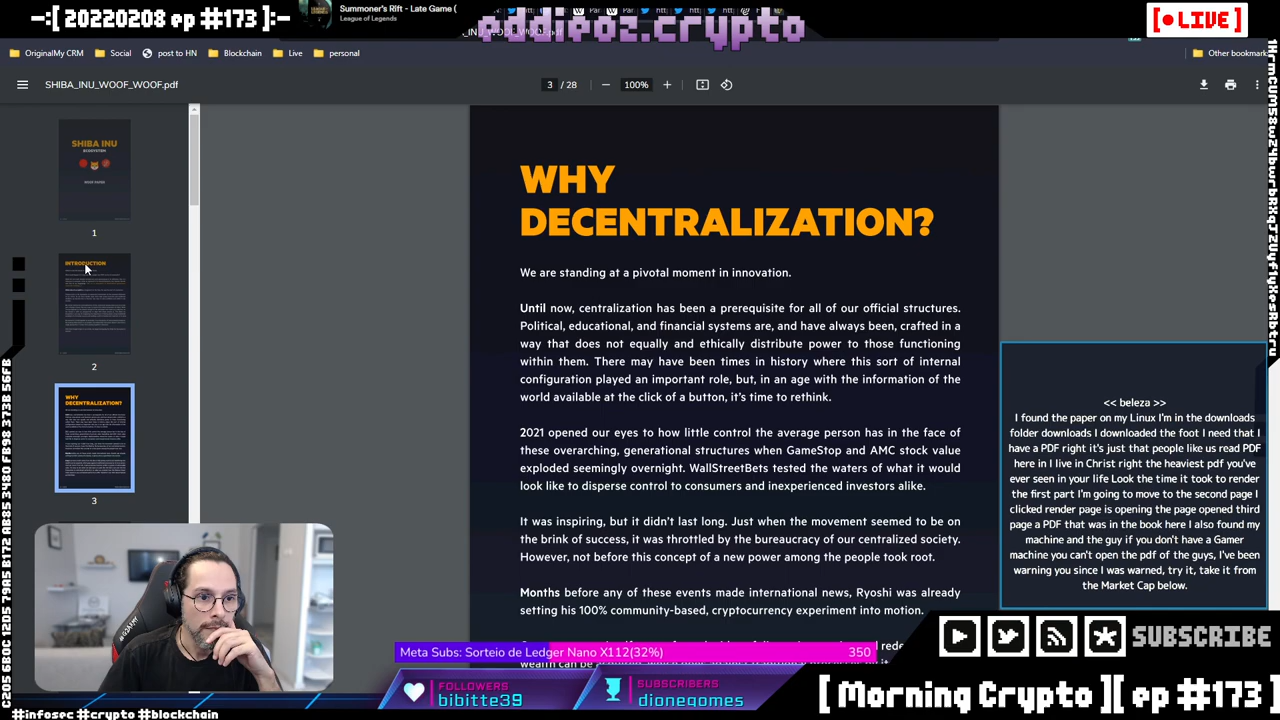 -:[ 20220208 ep #173 ]:-
Summoner's Rift - Late Game (
League of Legends
eddieoz.crypto
[● LIVE]
OriginalMy CRM
Social
post to HN
Blockchain
Live
personal
Other bookmark
SHIBA_INU_WOOF_WOOF.pdf
3 / 28
100%
SHIBA INU
ECOSYSTEM
1
INTRODUCTION
2
WHY
DECENTRALIZATION?
3
WHY
DECENTRALIZATION?
We are standing at a pivotal moment in innovation.
Until now, centralization has been a prerequisite for all of our official structures.
Political, educational, and financial systems are, and have always been, crafted in a
way that does not equally and ethically distribute power to those functioning
within them. There may have been times in history where this sort of internal
configuration played an important role, but, in an age with the information of the
world available at the click of a button, it's time to rethink.
2021 opened our eyes to how little control the average person has in the face of
these overarching, generational structures when GameStop and AMC stock value
exploded seemingly overnight. WallStreetBets tested the waters of what it would
look like to disperse control to consumers and inexperienced investors alike.
It was inspiring, but it didn't last long. Just when the movement seemed to be on
the brink of success, it was throttled by the bureaucracy of our centralized society.
However, not before this concept of a new power among the people took root.
Months before any of these events made international news, Ryoshi was already
setting his 100% community-based, cryptocurrency experiment into motion.
wealth can be
<< beleza >>
I found the paper on my Linux I'm in the downloads
folder downloads I downloaded the foot I need that I
have a PDF right it's just that people like us read PDF
here in I live in Christ right the heaviest pdf you've
ever seen in your life Look the time it took to render
the first part I'm going to move to the second page I
clicked render page is opening the page opened third
page a PDF that was in the book here I also found my
machine and the guy if you don't have a Gamer
machine you can't open the pdf of the guys, I've been
warning you since I was warned, try it, take it from
the Market Cap below.
Meta Subs: Sorteio de Ledger Nano X112(32%)
350
FOLLOWERS
bibitte39
SUBSCRIBERS
dionegomes
SUBSCRIBE
[ Morning Crypto ][ ep #173 ]
#infosec #crypto #blockchain